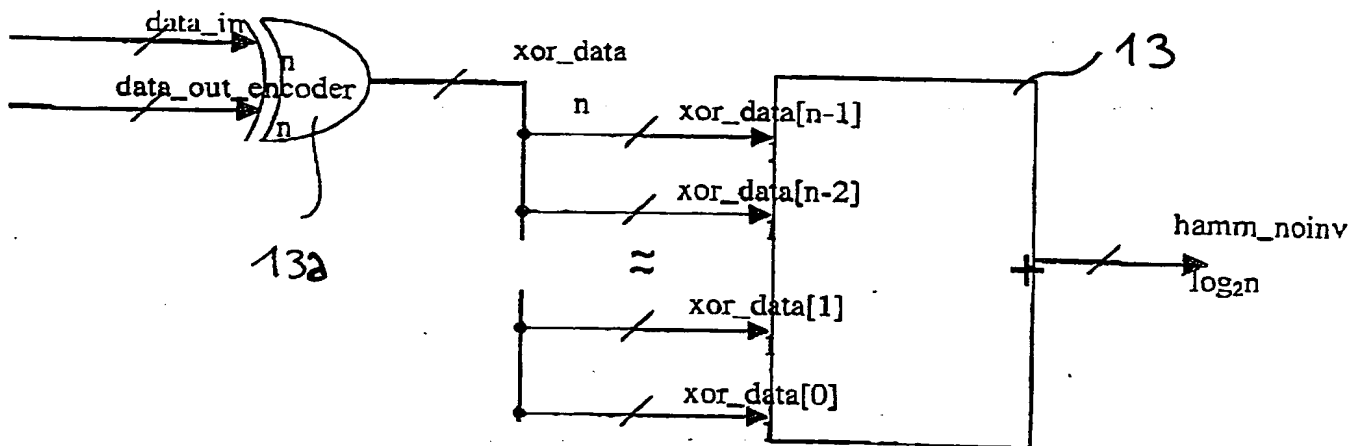 data_in
n
data_out_encoder
n
13a
xor_data
n
xor_data[n-1]
xor_data[n-2]
≈
xor_data[1]
xor_data[0]
13
+
hamm_noinv
log₂n